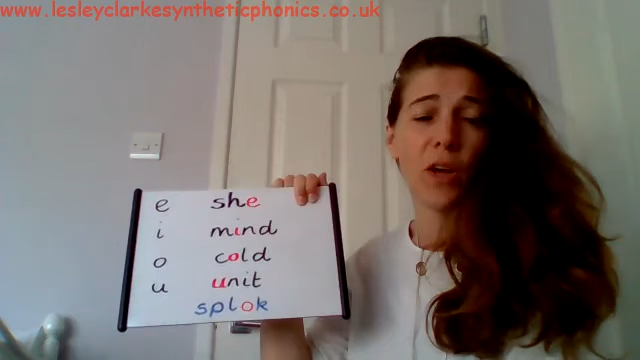 www.lesleyclarkesyntheticphonics.co.uk
e she
i mind
o cold
u unit
splok